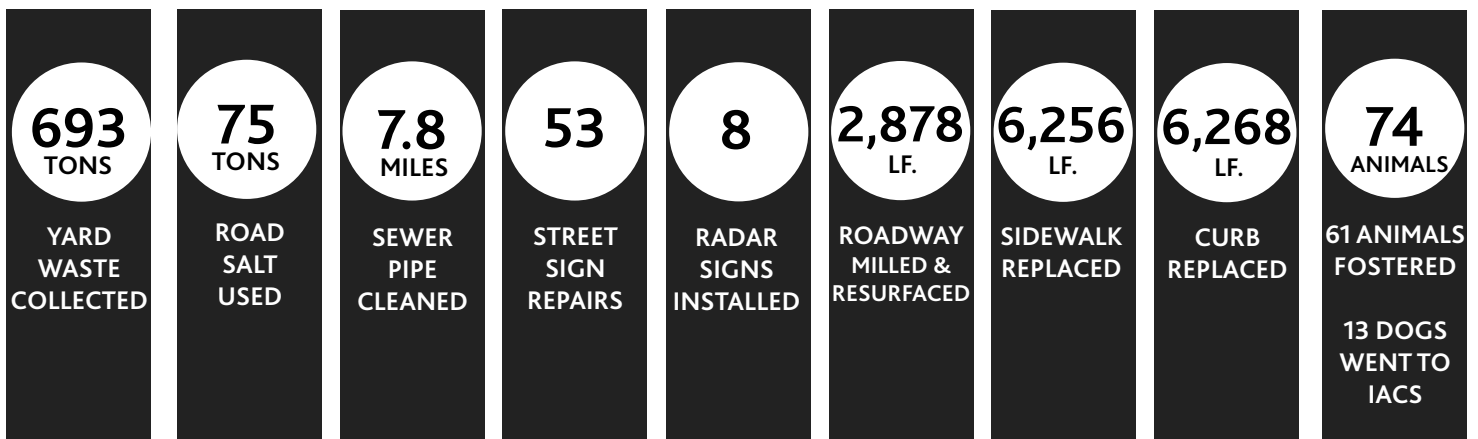 693
TONS
YARD
WASTE
COLLECTED
75
TONS
ROAD
SALT
USED
7.8
MILES
SEWER
PIPE
CLEANED
53
STREET
SIGN
REPAIRS
8
RADAR
SIGNS
INSTALLED
2,878
LF.
ROADWAY
MILLED &
RESURFACED
6,256
LF.
SIDEWALK
REPLACED
6,268
LF.
CURB
REPLACED
74
ANIMALS
61 ANIMALS
FOSTERED
13 DOGS
WENT TO
IACS